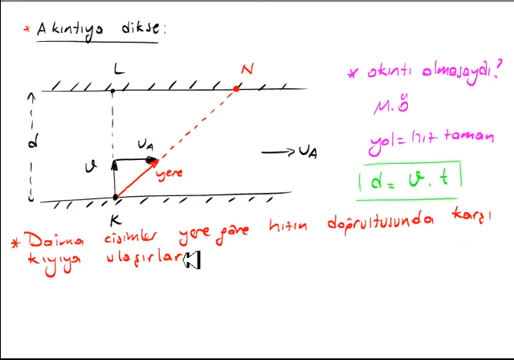 * Akıntıya dikse:
L
N
* akıntı olmasaydı?
M.Ö
yol = hız zaman
d = v . t
d
v
υA
yere
→ υA
K
* Daima cisimler yere göre hızın doğrultusunda karşı
kıyıya ulaşırlar